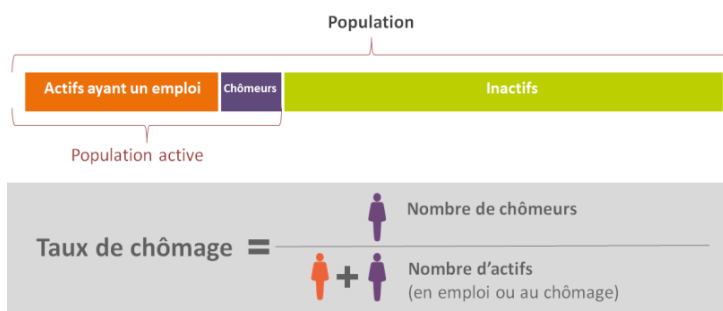 Population
Actifs ayant un emploi Chômeurs Inactifs
Population active
Nombre de chômeurs
Taux de chômage =
+
Nombre d'actifs
(en emploi ou au chômage)